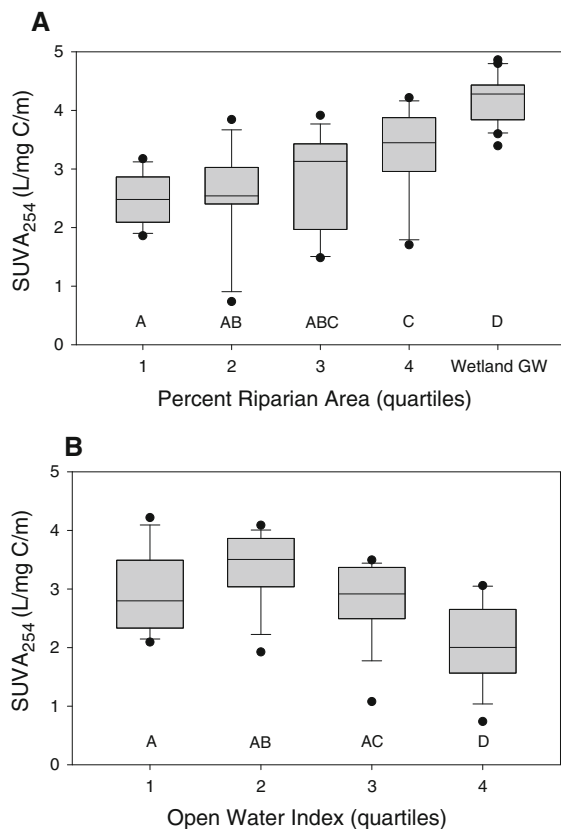 A
5
4
3
2
1
0
SUVA254 (L/mg C/m)
A AB ABC C D
1 2 3 4 Wetland GW
Percent Riparian Area (quartiles)
B
5
4
3
2
1
0
SUVA254 (L/mg C/m)
A AB AC D
1 2 3 4
Open Water Index (quartiles)